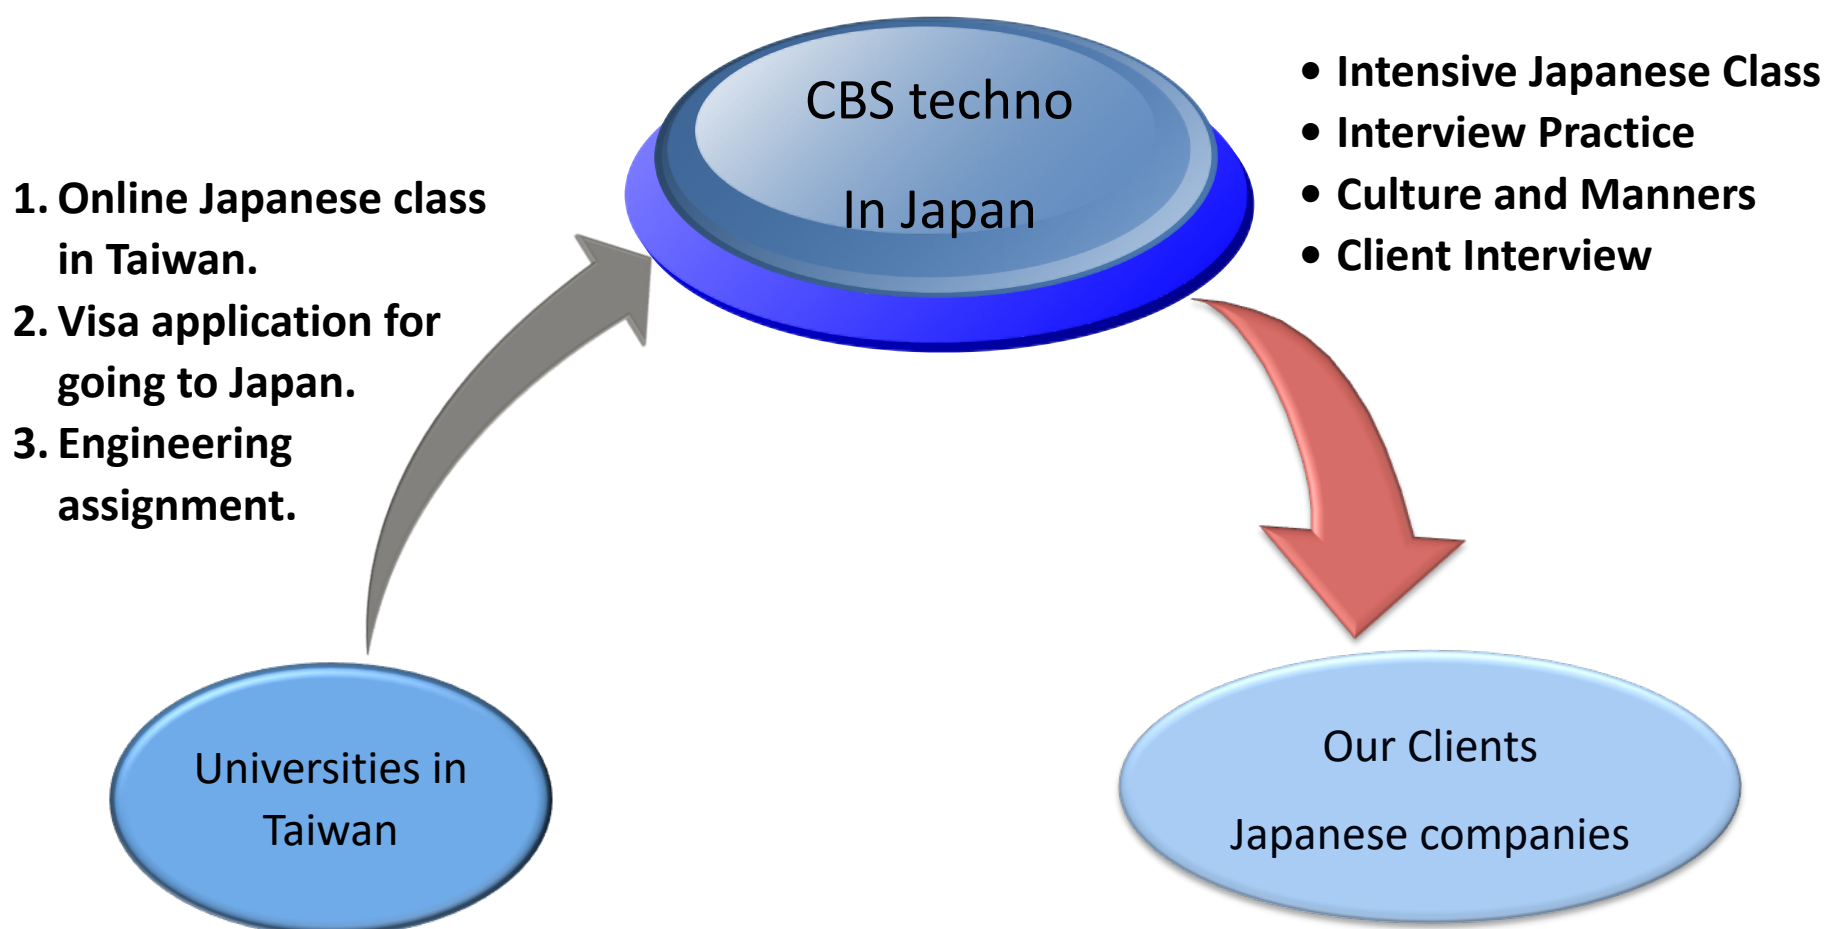 CBS techno
In Japan
• Intensive Japanese Class
• Interview Practice
• Culture and Manners
• Client Interview
1. Online Japanese class
in Taiwan.
2. Visa application for
going to Japan.
3. Engineering
assignment.
Universities in
Taiwan
Our Clients
Japanese companies